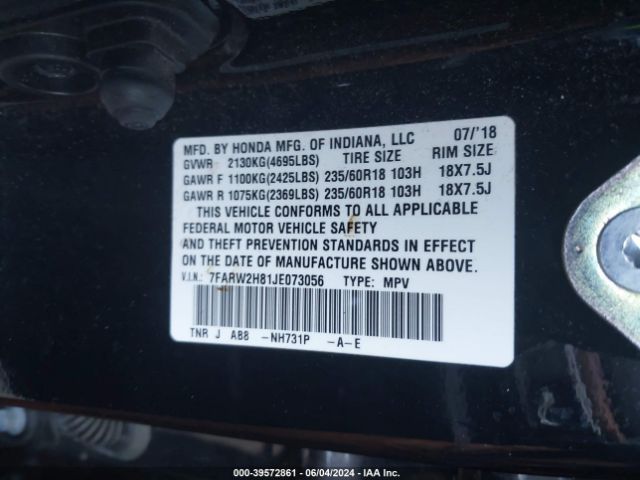 MFD. BY HONDA MFG. OF INDIANA, LLC 07/'18
GVWR 2130KG(4695LBS) TIRE SIZE RIM SIZE
GAWR F 1100KG(2425LBS) 235/60R18 103H 18X7.5J
GAWR R 1075KG(2369LBS) 235/60R18 103H 18X7.5J
THIS VEHICLE CONFORMS TO ALL APPLICABLE
FEDERAL MOTOR VEHICLE SAFETY
AND THEFT PREVENTION STANDARDS IN EFFECT
ON THE DATE OF MANUFACTURE SHOWN ABOVE.
V.I.N.: 7FARW2H81JE073056 TYPE: MPV
TNR J A88 -NH731P -A-E
000-39572861 - 06/04/2024 - IAA Inc.